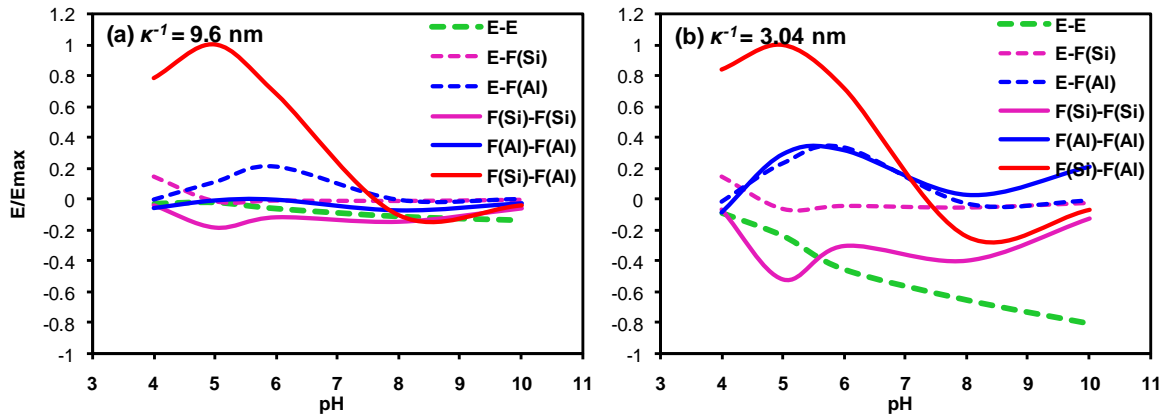 (a) κ⁻¹ = 9.6 nm
E/Emax
1.2
1
0.8
0.6
0.4
0.2
0
-0.2
-0.4
-0.6
-0.8
-1
3
4
5
6
7
8
9
10
11
pH
E-E
E-F(Si)
E-F(Al)
F(Si)-F(Si)
F(Al)-F(Al)
F(Si)-F(Al)
(b) κ⁻¹ = 3.04 nm
1.2
1
0.8
0.6
0.4
0.2
0
-0.2
-0.4
-0.6
-0.8
-1
3
4
5
6
7
8
9
10
11
pH
E-E
E-F(Si)
E-F(Al)
F(Si)-F(Si)
F(Al)-F(Al)
F(Si)-F(Al)